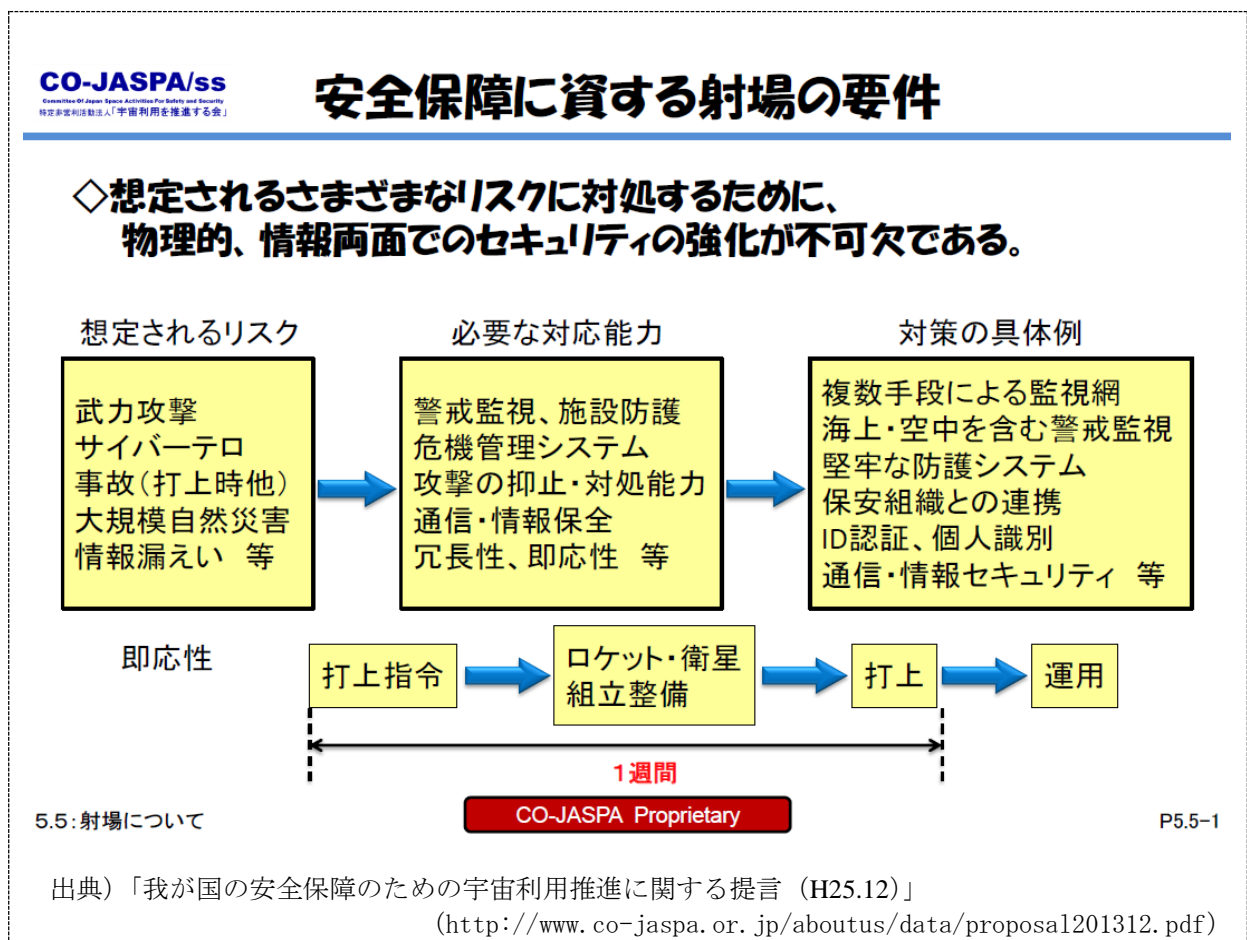 CO-JASPA/ss
Committee Of Japan Space Activities For Safety and Security
特定非営利活動法人「宇宙利用を推進する会」
安全保障に資する射場の要件
◇想定されるさまざまなリスクに対処するために、
物理的、情報両面でのセキュリティの強化が不可欠である。
想定されるリスク
武力攻撃
サイバーテロ
事故(打上時他)
大規模自然災害
情報漏えい 等
必要な対応能力
警戒監視、施設防護
危機管理システム
攻撃の抑止・対処能力
通信・情報保全
冗長性、即応性 等
対策の具体例
複数手段による監視網
海上・空中を含む警戒監視
堅牢な防護システム
保安組織との連携
ID認証、個人識別
通信・情報セキュリティ 等
即応性
打上指令
ロケット・衛星
組立整備
打上
運用
1週間
5.5:射場について
CO-JASPA Proprietary
P5.5-1
出典)「我が国の安全保障のための宇宙利用推進に関する提言(H25.12)」
(http://www.co-jaspa.or.jp/aboutus/data/proposal201312.pdf)